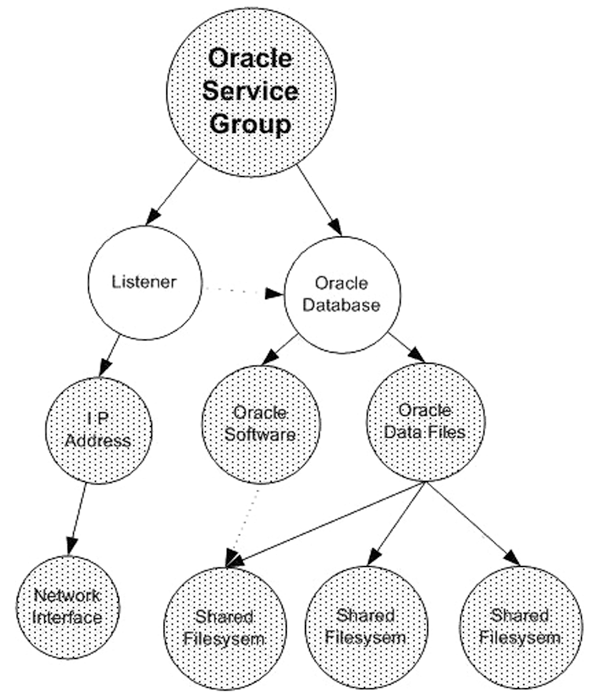 Oracle
Service
Group
Listener
Oracle
Database
I P
Address
Oracle
Software
Oracle
Data Files
Network
Interface
Shared
Filesysem
Shared
Filesysem
Shared
Filesysem